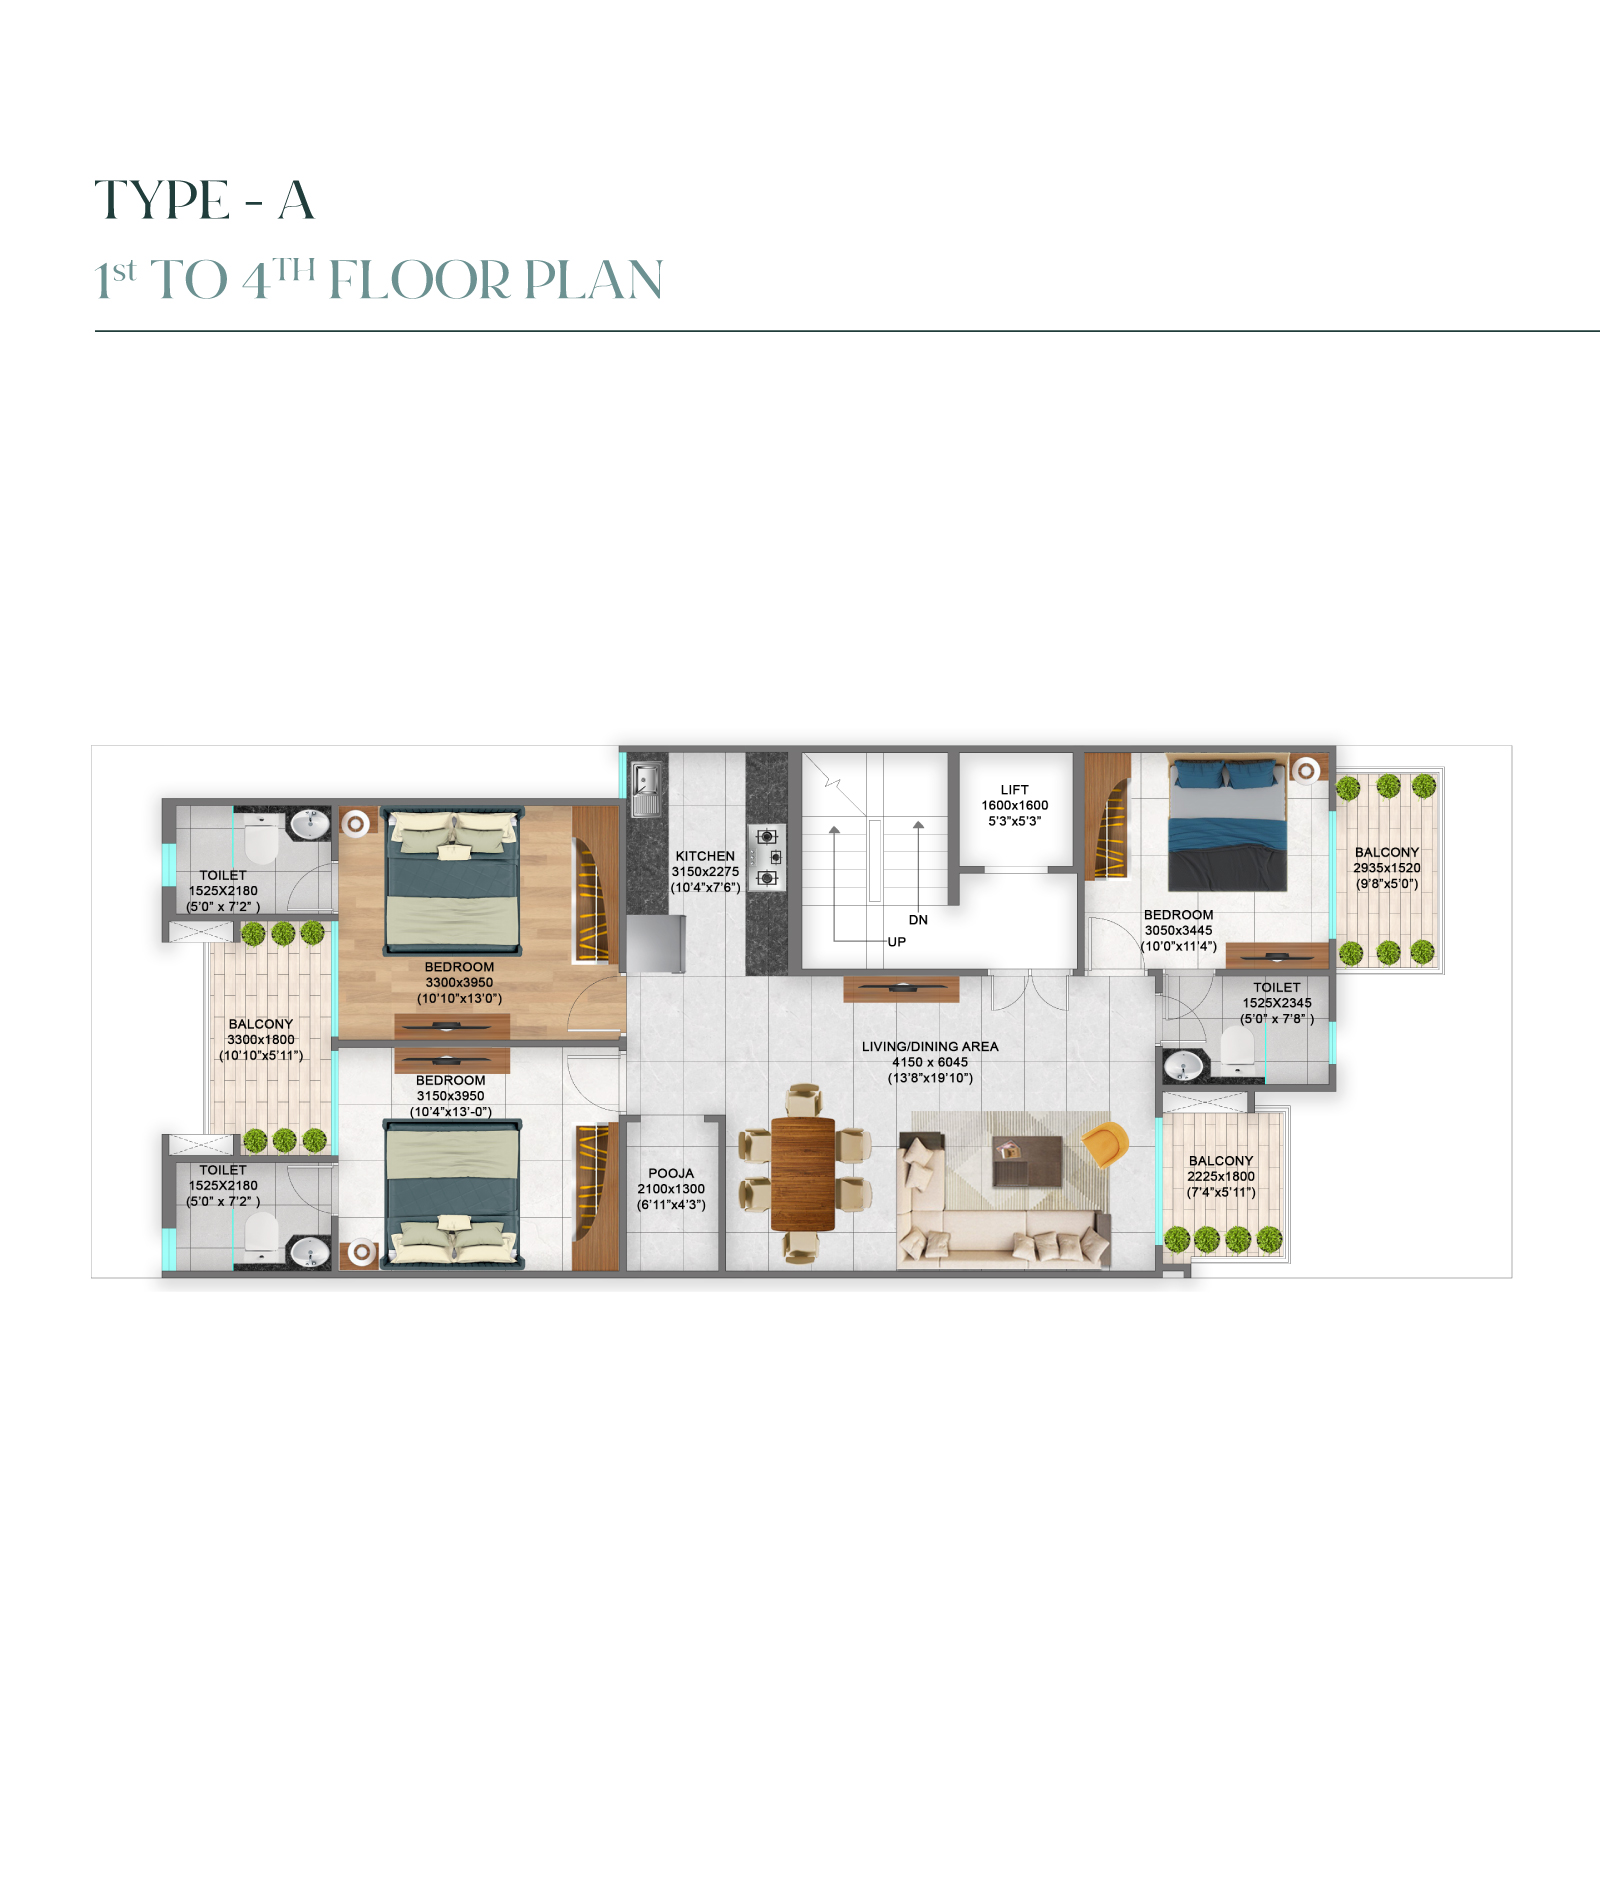 TYPE - A
1st TO 4TH FLOOR PLAN
LIFT
1600x1600
5'3"x5'3"
KITCHEN
3150x2275
(10'4"x7'6")
BALCONY
2935x1520
(9'8"x5'0")
TOILET
1525X2180
(5'0" x 7'2" )
DN
UP
BEDROOM
3050x3445
(10'0"x11'4")
BEDROOM
3300x3950
(10'10"x13'0")
TOILET
1525X2345
(5'0" x 7'8" )
BALCONY
3300x1800
(10'10"x5'11")
LIVING/DINING AREA
4150 x 6045
(13'8"x19'10")
BEDROOM
3150x3950
(10'4"x13'-0")
TOILET
1525X2180
(5'0" x 7'2" )
POOJA
2100x1300
(6'11"x4'3")
BALCONY
2225x1800
(7'4"x5'11")